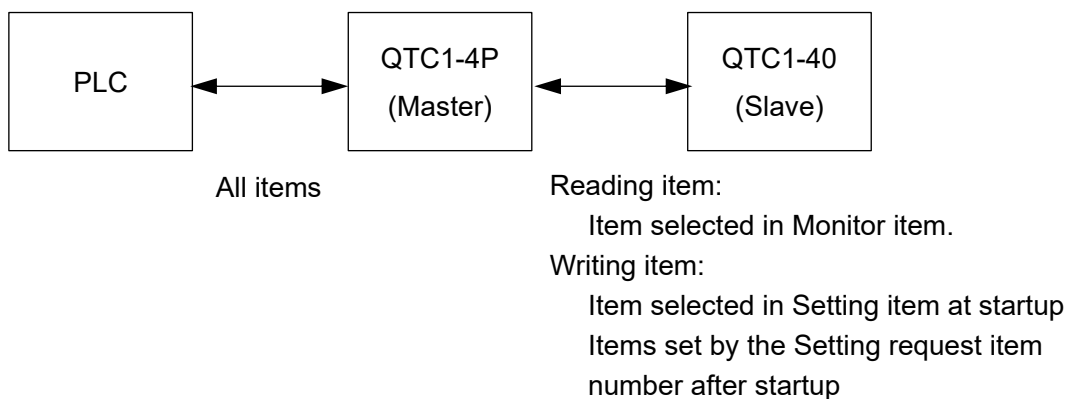 PLC
QTC1-4P
(Master)
QTC1-40
(Slave)
All items
Reading item:
Item selected in Monitor item.
Writing item:
Item selected in Setting item at startup
Items set by the Setting request item
number after startup